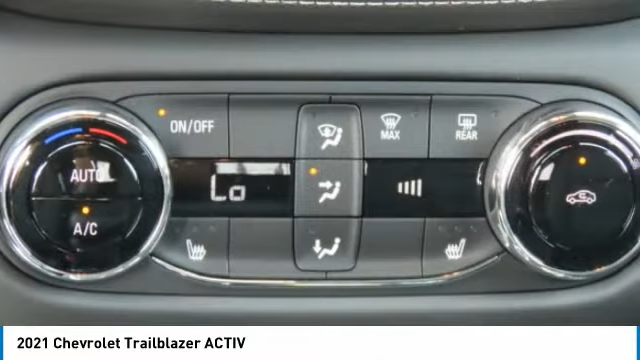 ON/OFF
MAX
REAR
AUTO
Lo
A/C
2021 Chevrolet Trailblazer ACTIV